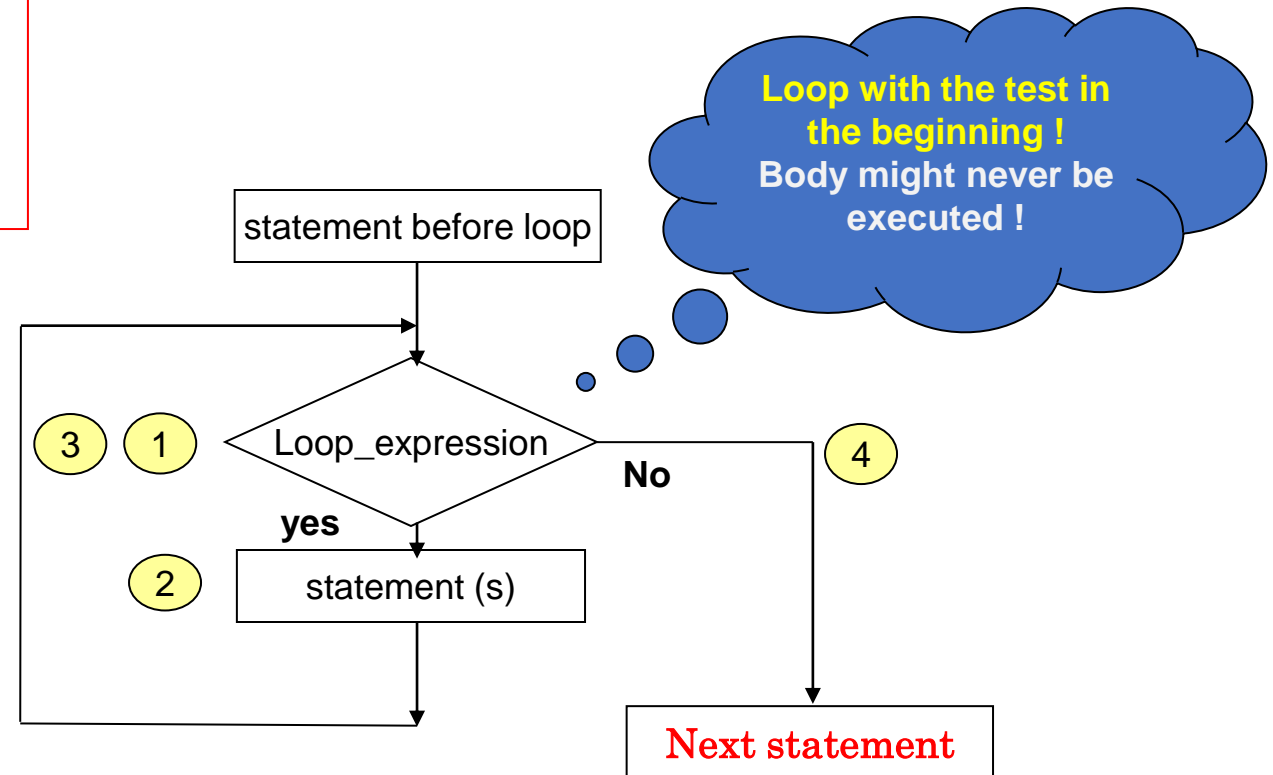 Loop with the test in
the beginning !
Body might never be
executed !
statement before loop
3
1
Loop_expression
No
4
yes
2
statement (s)
Next statement